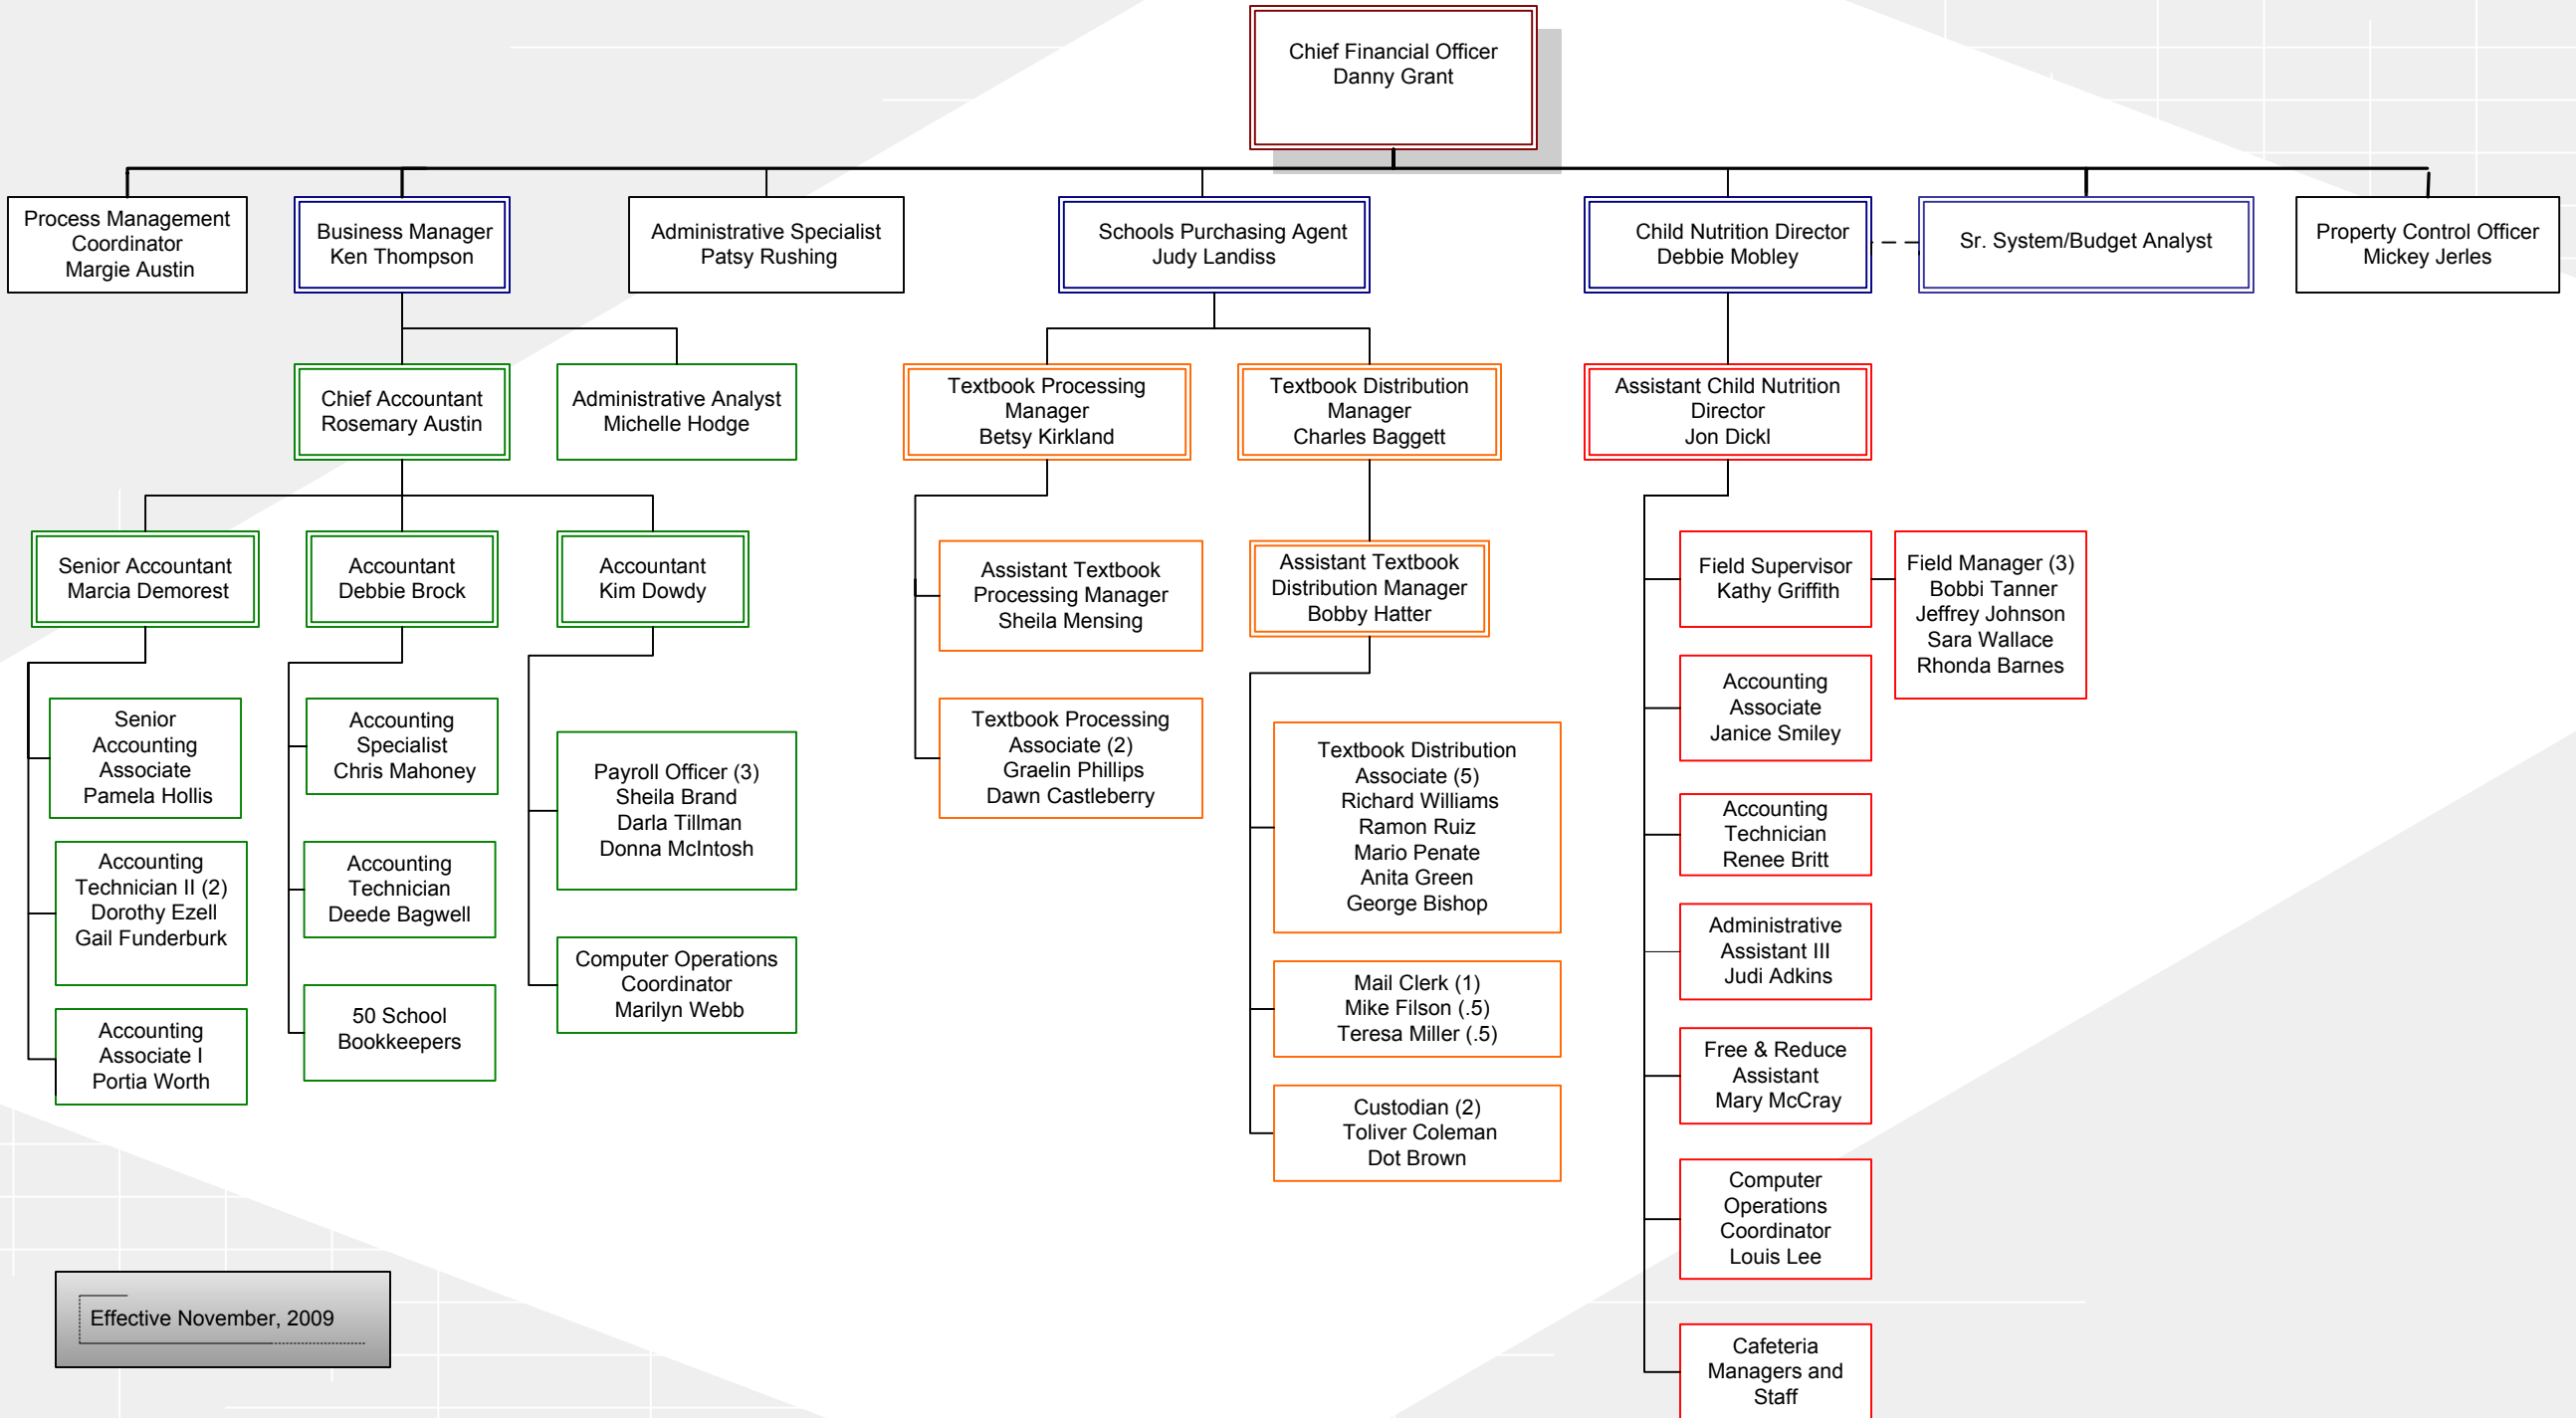 Chief Financial Officer
Danny Grant
Process Management
Coordinator
Margie Austin
Business Manager
Ken Thompson
Administrative Specialist
Patsy Rushing
Schools Purchasing Agent
Judy Landiss
Child Nutrition Director
Debbie Mobley
Sr. System/Budget Analyst
Property Control Officer
Mickey Jerles
Chief Accountant
Rosemary Austin
Administrative Analyst
Michelle Hodge
Textbook Processing
Manager
Betsy Kirkland
Textbook Distribution
Manager
Charles Baggett
Assistant Child Nutrition
Director
Jon Dickl
Senior Accountant
Marcia Demorest
Accountant
Debbie Brock
Accountant
Kim Dowdy
Assistant Textbook
Processing Manager
Sheila Mensing
Assistant Textbook
Distribution Manager
Bobby Hatter
Field Supervisor
Kathy Griffith
Field Manager (3)
Bobbi Tanner
Jeffrey Johnson
Sara Wallace
Rhonda Barnes
Senior
Accounting
Associate
Pamela Hollis
Accounting
Specialist
Chris Mahoney
Payroll Officer (3)
Sheila Brand
Darla Tillman
Donna McIntosh
Textbook Processing
Associate (2)
Graelin Phillips
Dawn Castleberry
Textbook Distribution
Associate (5)
Richard Williams
Ramon Ruiz
Mario Penate
Anita Green
George Bishop
Accounting
Associate
Janice Smiley
Accounting
Technician
Renee Britt
Accounting
Technician II (2)
Dorothy Ezell
Gail Funderburk
Accounting
Technician
Deede Bagwell
Computer Operations
Coordinator
Marilyn Webb
Mail Clerk (1)
Mike Filson (.5)
Teresa Miller (.5)
Administrative
Assistant III
Judi Adkins
Accounting
Associate I
Portia Worth
50 School
Bookkeepers
Custodian (2)
Toliver Coleman
Dot Brown
Free & Reduce
Assistant
Mary McCray
Computer
Operations
Coordinator
Louis Lee
Cafeteria
Managers and
Staff
Effective November, 2009